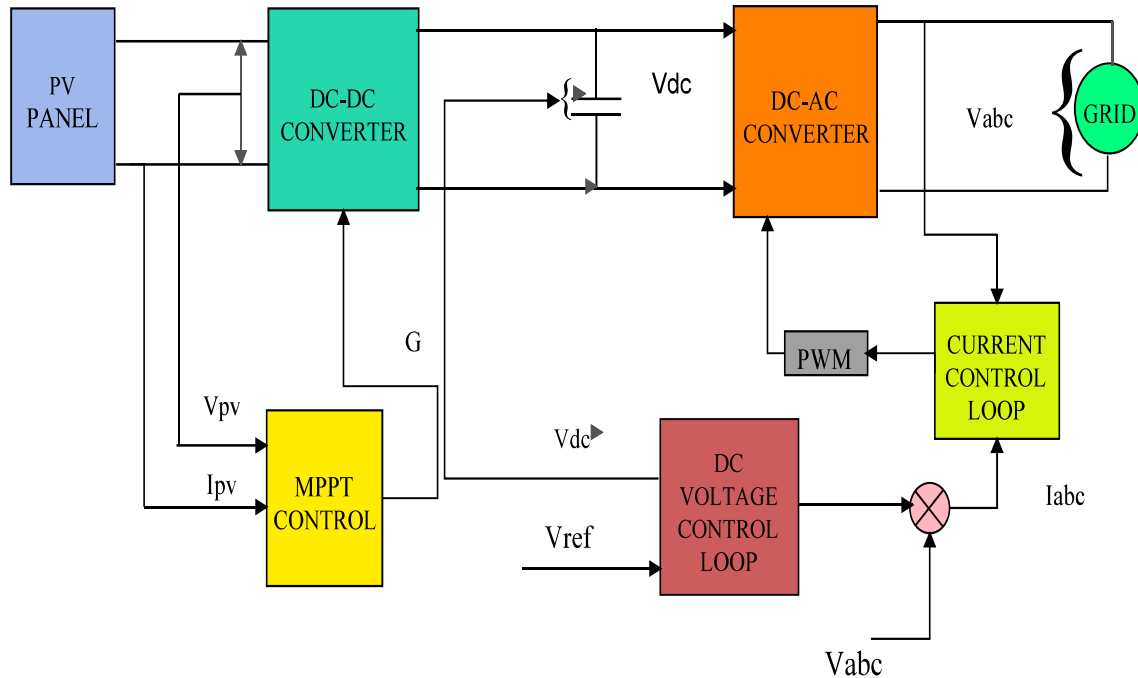 PV
PANEL
DC-DC
CONVERTER
Vdc
DC-AC
CONVERTER
Vabc
GRID
G
PWM
CURRENT
CONTROL
LOOP
Vpv
Ipv
MPPT
CONTROL
Vdc
Vref
DC
VOLTAGE
CONTROL
LOOP
Iabc
Vabc